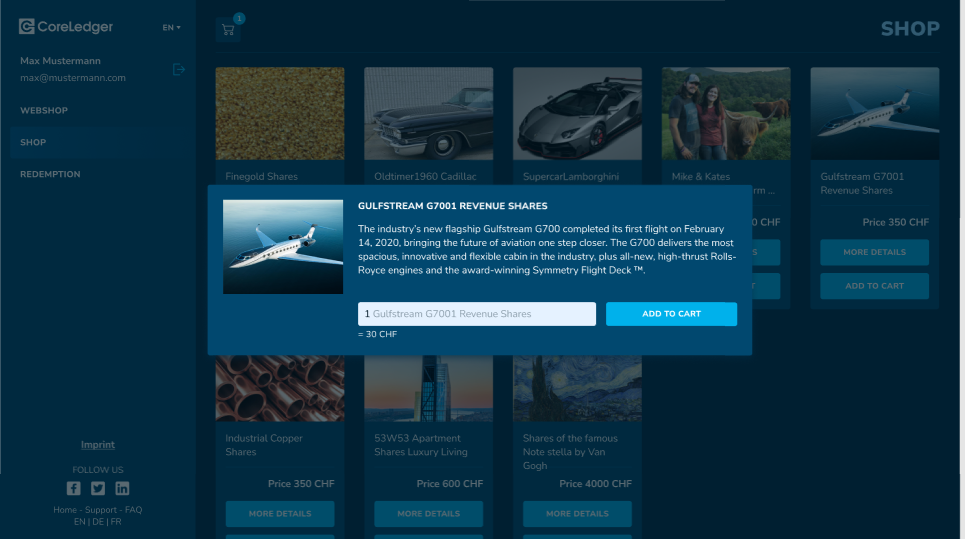 CoreLedger
EN
1
SHOP
Max Mustermann
max@mustermann.com
WEBSHOP
SHOP
REDEMPTION
Finegold Shares
Oldtimer1960 Cadillac
SupercarLamborghini
Mike & Kates
rm ...
Gulfstream G7001
Revenue Shares
0 CHF
Price 350 CHF
S
MORE DETAILS
T
ADD TO CART
GULFSTREAM G7001 REVENUE SHARES
The industry's new flagship Gulfstream G700 completed its first flight on February
14, 2020, bringing the future of aviation one step closer. The G700 delivers the most
spacious, innovative and flexible cabin in the industry, plus all-new, high-thrust Rolls-
Royce engines and the award-winning Symmetry Flight Deck ™.
1 Gulfstream G7001 Revenue Shares
ADD TO CART
= 30 CHF
Industrial Copper
Shares
53W53 Apartment
Shares Luxury Living
Shares of the famous
Note stella by Van
Gogh
Price 350 CHF
Price 600 CHF
Price 4000 CHF
MORE DETAILS
MORE DETAILS
MORE DETAILS
Imprint
FOLLOW US
Home - Support - FAQ
EN | DE | FR